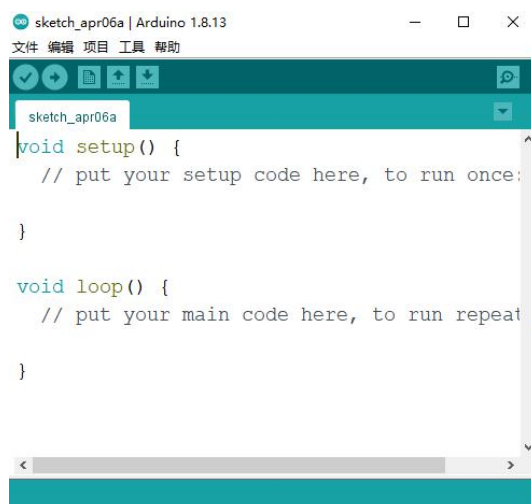 sketch_apr06a | Arduino 1.8.13
文件 编辑 项目 工具 帮助
sketch_apr06a
void setup() {
// put your setup code here, to run once:
}
void loop() {
// put your main code here, to run repeat
}